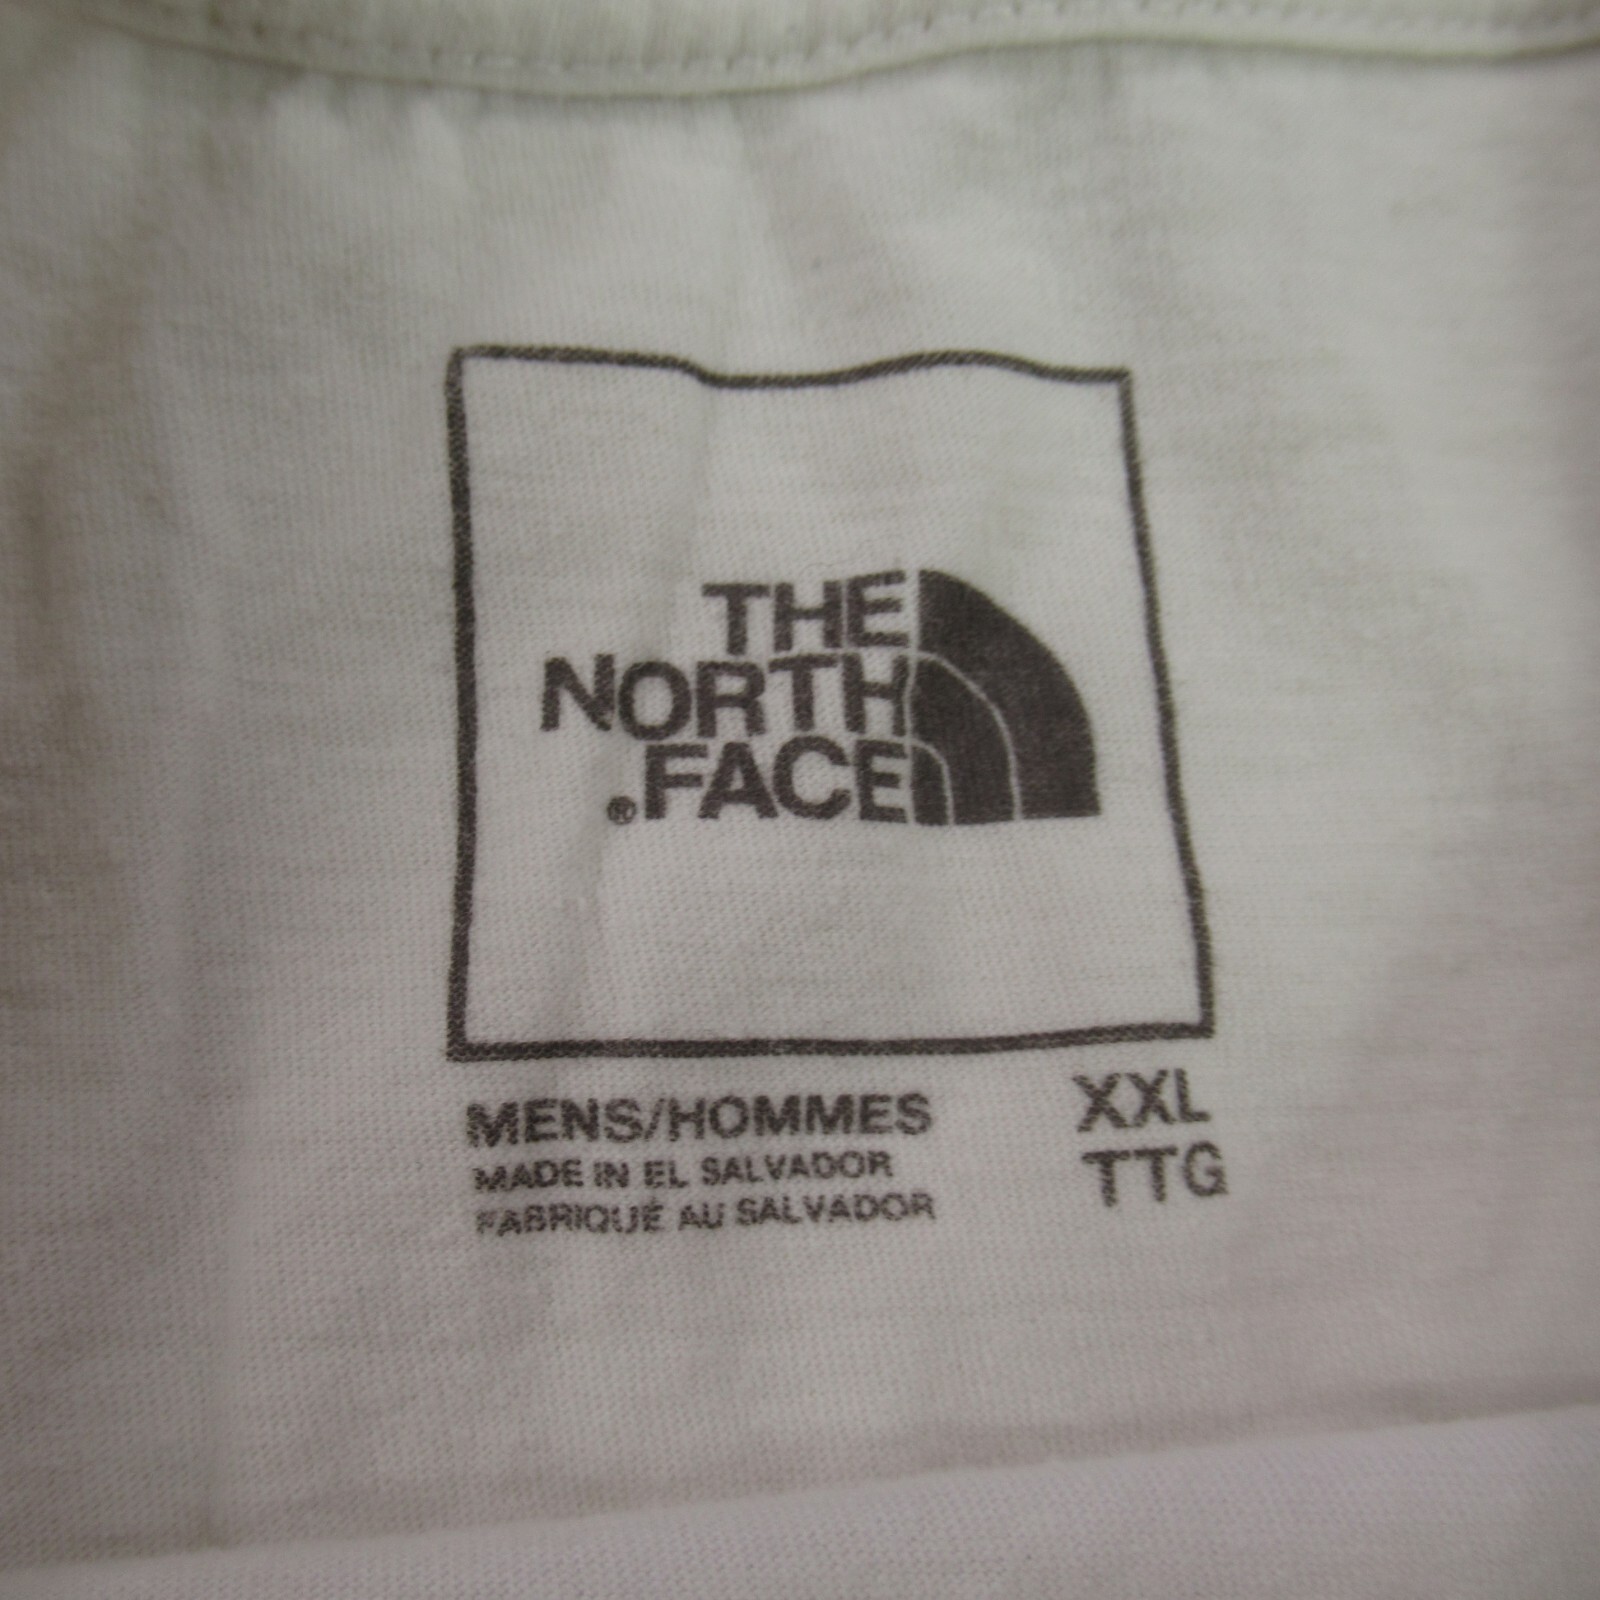 THE
NORTH
®.FACE
MENS/HOMMES XXL
MADE IN EL SALVADOR TTG
FABRIQUÉ AU SALVADOR